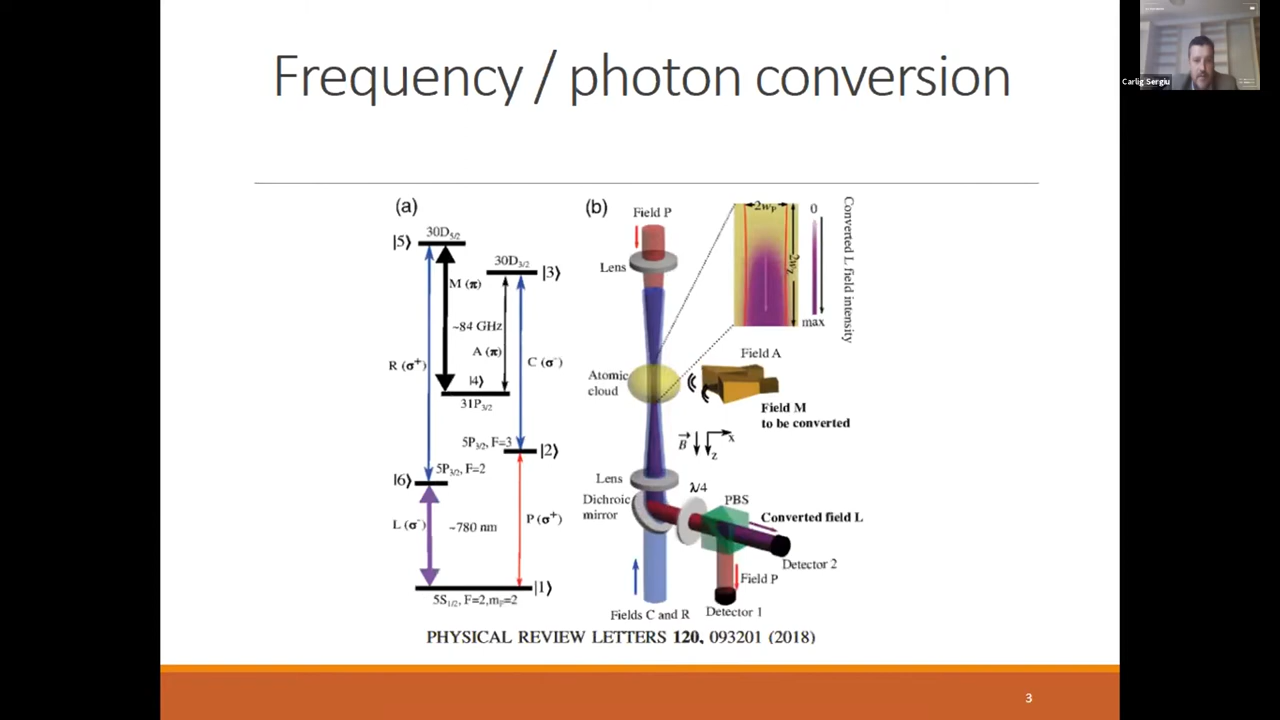 Frequency / photon conversion
Carlig Sergiu
(a)
|5⟩
30D5/2
30D3/2
|3⟩
M (π)
~84 GHz
A (π)
R (σ+)
C (σ-)
|4⟩
31P3/2
5P3/2, F=3
|2⟩
|6⟩
5P3/2, F=2
L (σ-)
~780 nm
P (σ+)
|1⟩
5S1/2, F=2,mF=2
(b)
Field P
Lens
2wp
2wz
0
max
Converted L field intensity
Atomic
cloud
Field A
Field M
to be converted
B
x
z
Lens
Dichroic
mirror
λ/4
PBS
Converted field L
Detector 2
Field P
Fields C and R
Detector 1
PHYSICAL REVIEW LETTERS 120, 093201 (2018)
3